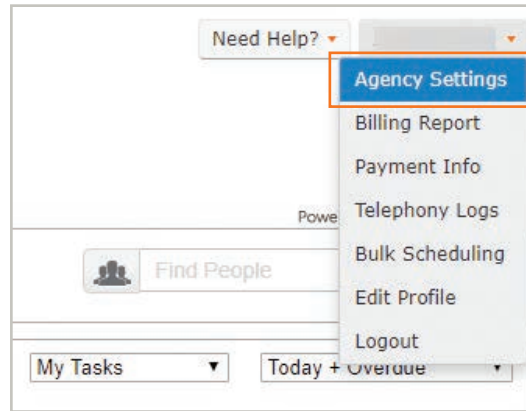 Need Help?
Agency Settings
Billing Report
Payment Info
Telephony Logs
Powe
Bulk Scheduling
Find People
Edit Profile
Logout
My Tasks
Today + Overdue